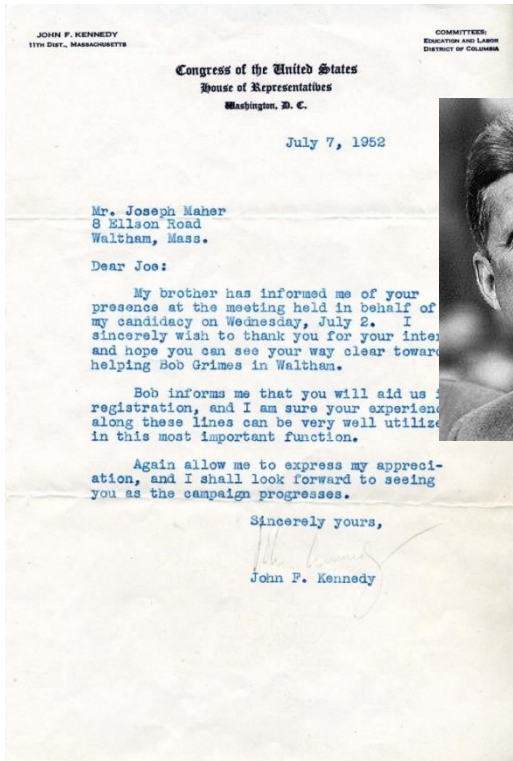 JOHN F. KENNEDY
11TH DIST., MASSACHUSETTS
COMMITTEES:
EDUCATION AND LABOR
DISTRICT OF COLUMBIA
Congress of the United States
House of Representatives
Washington, D. C.
July 7, 1952
Mr. Joseph Maher
8 Ellson Road
Waltham, Mass.
Dear Joe:
My brother has informed me of your
presence at the meeting held in behalf of
my candidacy on Wednesday, July 2. I
sincerely wish to thank you for your
and hope you can see your way clear
helping Bob Grimes in Waltham.
Bob informs me that you will aid us
registration, and I am sure your
along these lines can be very well
in this most important function.
Again allow me to express my appreci-
ation, and I shall look forward to seeing
you as the campaign progresses.
Sincerely yours,
John Kennedy
John F. Kennedy